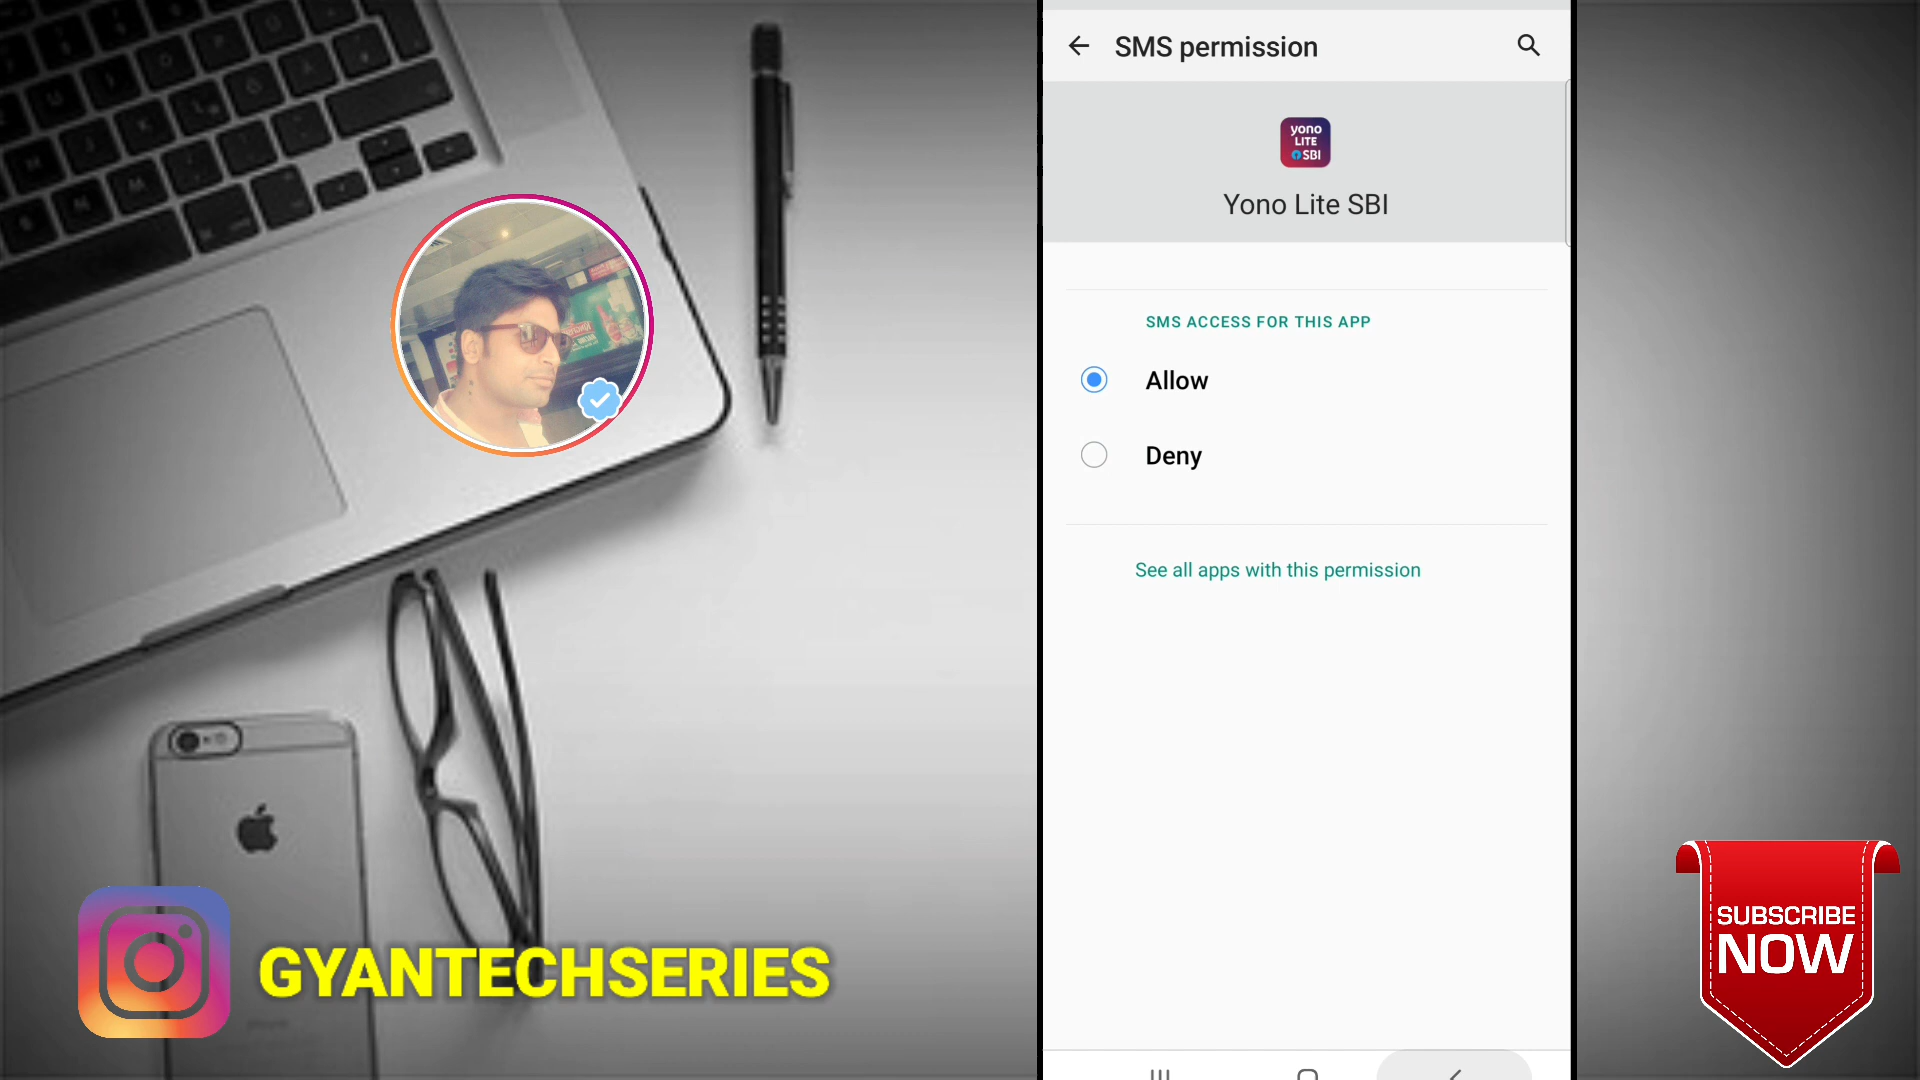 SMS permission
yono
LITE
SBI
Yono Lite SBI
SMS ACCESS FOR THIS APP
Allow
Deny
See all apps with this permission
GYANTECHSERIES
SUBSCRIBE
NOW